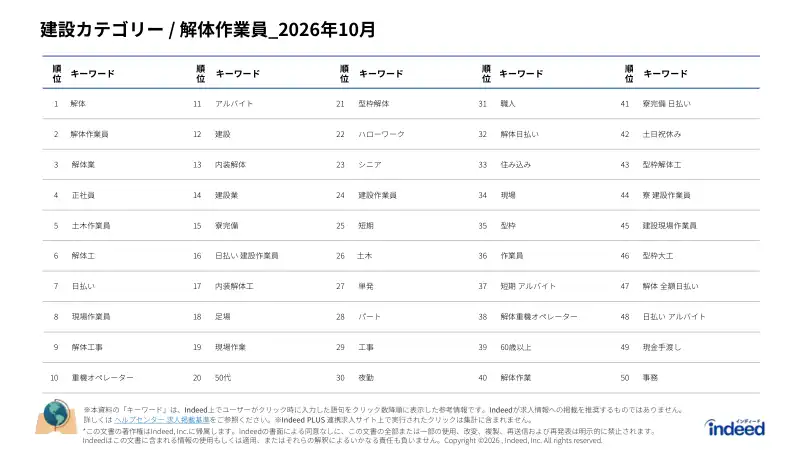 建設カテゴリー / 解体作業員_2026年10月
順位 キーワード 順位 キーワード 順位 キーワード 順位 キーワード 順位 キーワード
1 解体 11 アルバイト 21 型枠解体 31 職人 41 寮完備 日払い
2 解体作業員 12 建設 22 ハローワーク 32 解体日払い 42 土日祝休み
3 解体業 13 内装解体 23 シニア 33 住み込み 43 型枠解体工
4 正社員 14 建設業 24 建設作業員 34 現場 44 寮 建設作業員
5 土木作業員 15 寮完備 25 短期 35 型枠 45 建設現場作業員
6 解体工 16 日払い 建設作業員 26 土木 36 作業員 46 型枠大工
7 日払い 17 内装解体工 27 単発 37 短期 アルバイト 47 解体 全額日払い
8 現場作業員 18 足場 28 パート 38 解体重機オペレーター 48 日払い アルバイト
9 解体工事 19 現場作業 29 工事 39 60歳以上 49 現金手渡し
10 重機オペレーター 20 50代 30 夜勤 40 解体作業 50 事務
※本資料の「キーワード」は、Indeed上でユーザーがクリック時に入力した語句をクリック数降順に表示した参考情報です。Indeedが求人情報への掲載を推奨するものではありません。
詳しくは ヘルプセンター 求人掲載基準をご参照ください。※Indeed PLUS 連携求人サイト上で実行されたクリックは集計に含まれません。
*この文書の著作権はIndeed, Inc.に帰属します。Indeedの書面による同意なしに、この文書の全部または一部の使用、改変、複製、再送信および再発表は明示的に禁止されます。
Indeedはこの文書に含まれる情報の使用もしくは適用、またはそれらの解釈によるいかなる責任も負いません。Copyright ©2026 , Indeed, Inc. All rights reserved.
インディード
indeed